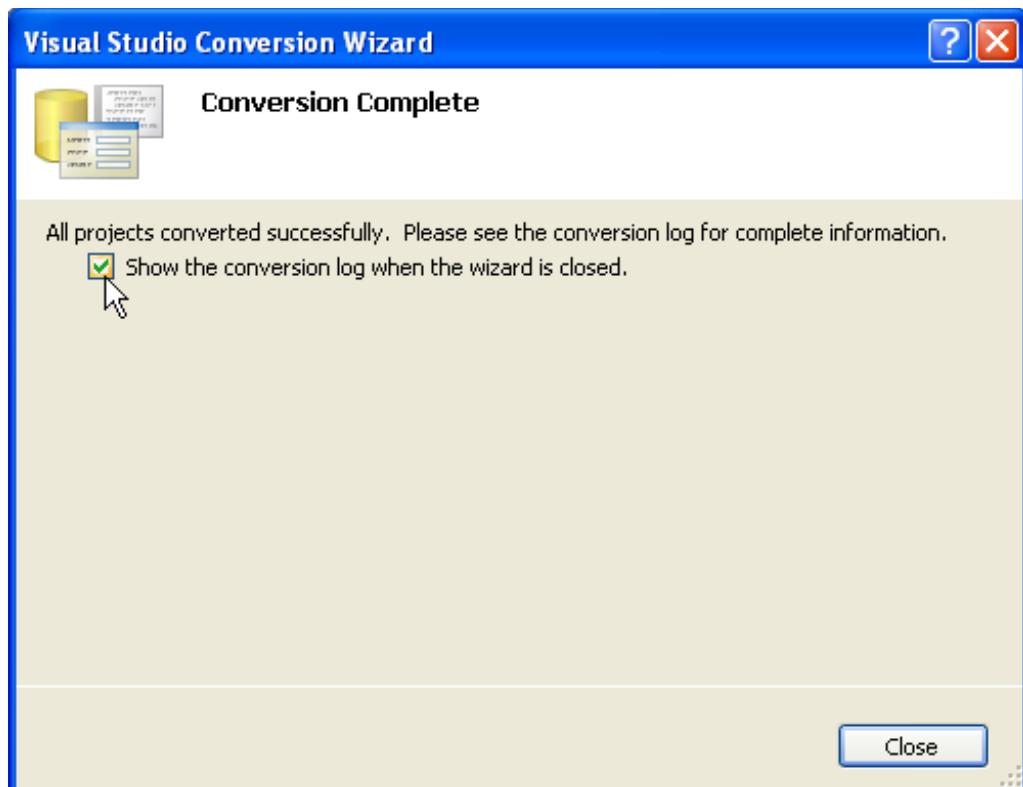 Visual Studio Conversion Wizard
Conversion Complete
All projects converted successfully.  Please see the conversion log for complete information.
Show the conversion log when the wizard is closed.
Close